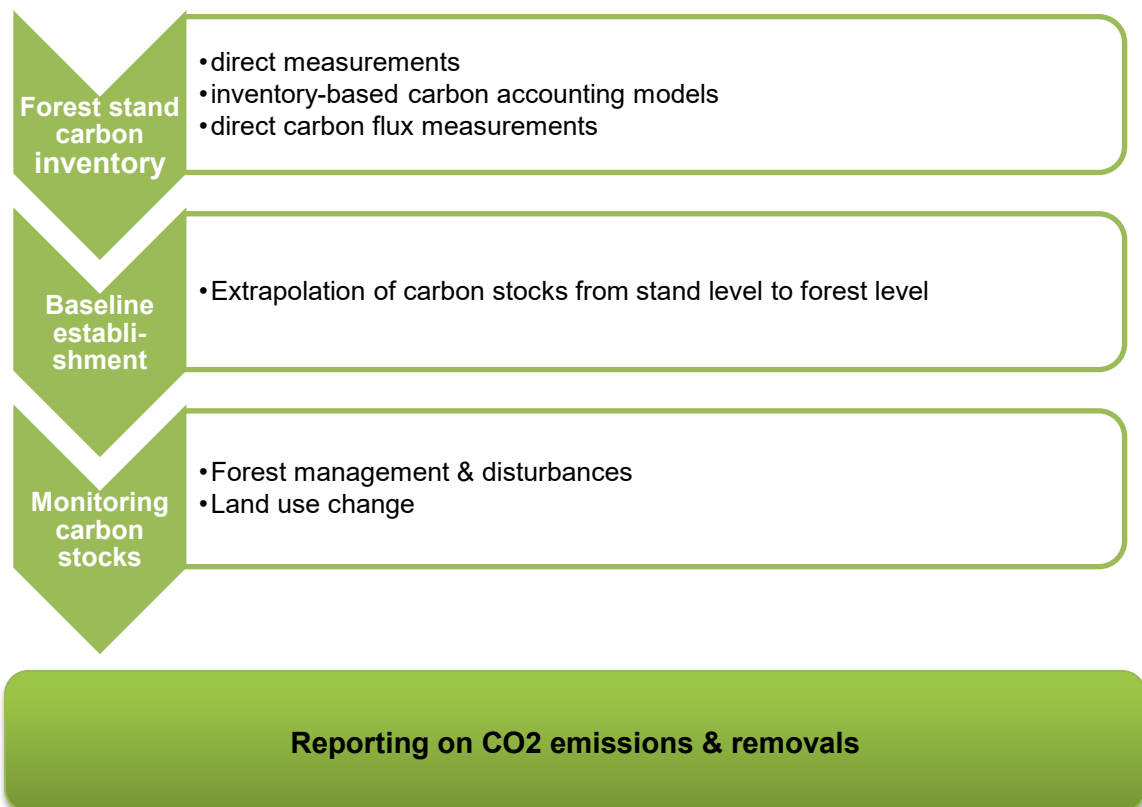 Forest stand
carbon
inventory
•direct measurements
•inventory-based carbon accounting models
•direct carbon flux measurements
Baseline
establi-
shment
•Extrapolation of carbon stocks from stand level to forest level
Monitoring
carbon
stocks
•Forest management & disturbances
•Land use change
Reporting on CO2 emissions & removals